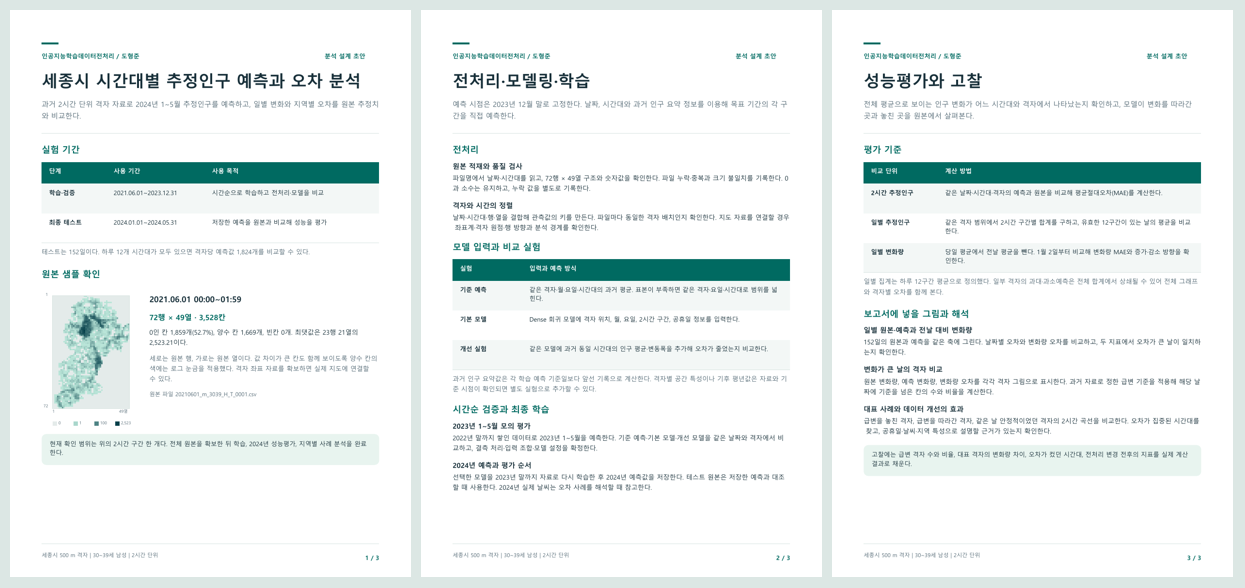 인공지능학습데이터전처리 / 도형준
분석 설계 초안
세종시 시간대별 추정인구 예측과 오차 분석
과거 2시간 단위 격자 자료로 2024년 1~5월 추정인구를 예측하고, 일별 변화와 지역별 오차를 원본 추정치
와 비교한다.
실험 기간
단계 사용 기간 사용 목적
학습·검증 2021.06.01~2023.12.31 시간순으로 학습하고 전처리·모델을 비교
최종 테스트 2024.01.01~2024.05.31 저장한 예측을 원본과 비교해 성능을 평가
테스트는 152일이다. 하루 12개 시간대가 모두 있으면 격자당 예측값 1,824개를 비교할 수 있다.
원본 샘플 확인
1
72
1 49열
0 1 100 2,523
2021.06.01 00:00~01:59
72행 × 49열 · 3,528칸
0인 칸 1,859개(52.7%), 양수 칸 1,669개, 빈칸 0개. 최댓값은 23행 21열의
2,523.21이다.
세로는 원본 행, 가로는 원본 열이다. 값 차이가 큰 칸도 함께 보이도록 양수 칸의
색에는 로그 눈금을 적용했다. 격자 좌표 자료를 확보하면 실제 지도에 연결할
수 있다.
원본 파일 20210601_m_3039_H_T_0001.csv
현재 확인 범위는 위의 2시간 구간 한 개다. 전체 원본을 확보한 뒤 학습, 2024년 성능평가, 지역별 사례 분석을 완료
한다.
세종시 500 m 격자 | 30~39세 남성 | 2시간 단위
1 / 3
인공지능학습데이터전처리 / 도형준
분석 설계 초안
전처리·모델링·학습
예측 시점은 2023년 12월 말로 고정한다. 날짜, 시간대와 과거 인구 요약 정보를 이용해 목표 기간의 각 구
간을 직접 예측한다.
전처리
원본 적재와 품질 검사
파일명에서 날짜·시간대를 읽고, 72행 × 49열 구조와 숫자값을 확인한다. 파일 누락·중복과 크기 불일치를 기록한다. 0
과 소수는 유지하고, 누락 값을 별도로 기록한다.
격자와 시간의 정렬
날짜·시간대·행·열을 결합해 관측값의 키를 만든다. 파일마다 동일한 격자 배치인지 확인한다. 지도 자료를 연결할 경우
좌표계·격자 원점·행 방향과 분석 경계를 확인한다.
모델 입력과 비교 실험
실험 입력과 예측 방식
기준 예측 같은 격자·월·요일·시간대의 과거 평균. 표본이 부족하면 같은 격자·요일·시간대로 범위를 넓
힌다.
기본 모델 Dense 회귀 모델에 격자 위치, 월, 요일, 2시간 구간, 공휴일 정보를 입력한다.
개선 실험 같은 모델에 과거 동일 시간대의 인구 평균·변동폭을 추가해 오차가 줄었는지 비교한다.
과거 인구 요약값은 각 학습 예측 기준일보다 앞선 기록으로 계산한다. 격자별 공간 특성이나 기후 평년값은 자료와 기
준 시점이 확인되면 별도 실험으로 추가할 수 있다.
시간순 검증과 최종 학습
2023년 1~5월 모의 평가
2022년 말까지 쌓인 데이터로 2023년 1~5월을 예측한다. 기준 예측·기본 모델·개선 모델을 같은 날짜와 격자에서 비
교하고, 결측 처리·입력 조합·모델 설정을 확정한다.
2024년 예측과 평가 순서
선택한 모델을 2023년 말까지 자료로 다시 학습한 후 2024년 예측값을 저장한다. 테스트 원본은 저장한 예측과 대조
할 때 사용한다. 2024년 실제 날씨는 오차 사례를 해석할 때 참고한다.
세종시 500 m 격자 | 30~39세 남성 | 2시간 단위
2 / 3
인공지능학습데이터전처리 / 도형준
분석 설계 초안
성능평가와 고찰
전체 평균으로 보이는 인구 변화가 어느 시간대와 격자에서 나타났는지 확인하고, 모델이 변화를 따라간
곳과 놓친 곳을 원본에서 살펴본다.
평가 기준
비교 단위 계산 방법
2시간 추정인구 같은 날짜·시간대·격자의 예측과 원본을 비교해 평균절대오차(MAE)를 계산한다.
일별 추정인구 같은 격자 범위에서 2시간 구간별 합계를 구하고, 유효한 12구간이 있는 날의 평균을 비교
한다.
일별 변화량 당일 평균에서 전날 평균을 뺀다. 1월 2일부터 비교해 변화량 MAE와 증가·감소 방향을 확
인한다.
일별 집계는 하루 12구간 평균으로 정의했다. 일부 격자의 과대·과소예측은 전체 합계에서 상쇄될 수 있어 전체 그래프
와 격자별 오차를 함께 본다.
보고서에 넣을 그림과 해석
일별 원본·예측과 전날 대비 변화량
152일의 원본과 예측을 같은 축에 그린다. 날짜별 오차와 변화량 오차를 비교하고, 두 지표에서 오차가 큰 날이 일치하
는지 확인한다.
변화가 큰 날의 격자 비교
원본 변화량, 예측 변화량, 변화량 오차를 각각 격자 그림으로 표시한다. 과거 자료로 정한 급변 기준을 적용해 해당 날
짜에 기준을 넘은 칸의 수와 비율을 계산한다.
대표 사례와 데이터 개선의 효과
급변을 놓친 격자, 급변을 따라간 격자, 같은 날 안정적이었던 격자의 2시간 곡선을 비교한다. 오차가 집중된 시간대를
찾고, 공휴일·날씨·지역 특성으로 설명할 근거가 있는지 확인한다.
고찰에는 급변 격자 수와 비율, 대표 격자의 변화량 차이, 오차가 컸던 시간대, 전처리 변경 전후의 지표를 실제 계산
결과로 채운다.
세종시 500 m 격자 | 30~39세 남성 | 2시간 단위
3 / 3